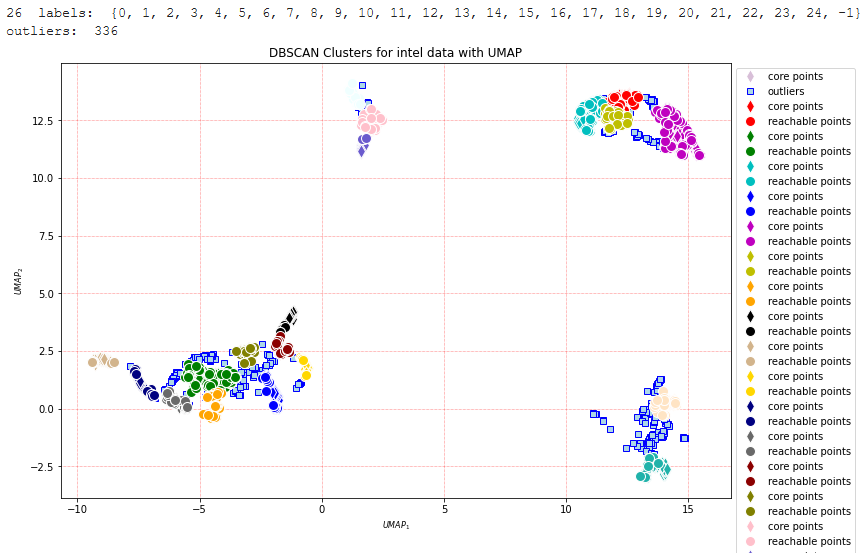 26 labels: {0, 1, 2, 3, 4, 5, 6, 7, 8, 9, 10, 11, 12, 13, 14, 15, 16, 17, 18, 19, 20, 21, 22, 23, 24, -1}
outliers: 336
DBSCAN Clusters for intel data with UMAP
12.5
10.0
7.5
5.0
2.5
0.0
−2.5
UMAP₂
−10
−5
0
5
10
15
UMAP₁
core points
outliers
core points
reachable points
core points
reachable points
core points
reachable points
core points
reachable points
core points
reachable points
core points
reachable points
core points
reachable points
core points
reachable points
core points
reachable points
core points
reachable points
core points
reachable points
core points
reachable points
core points
reachable points
core points
reachable points
core points
reachable points